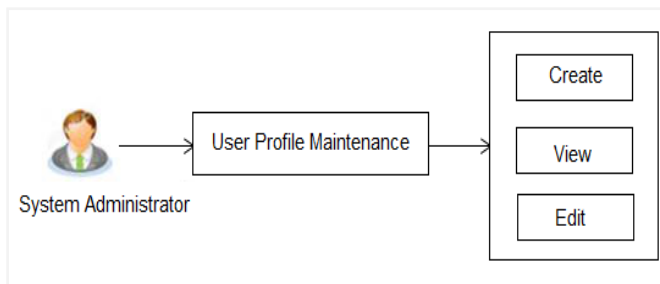 Create
User Profile Maintenance
View
System Administrator
Edit